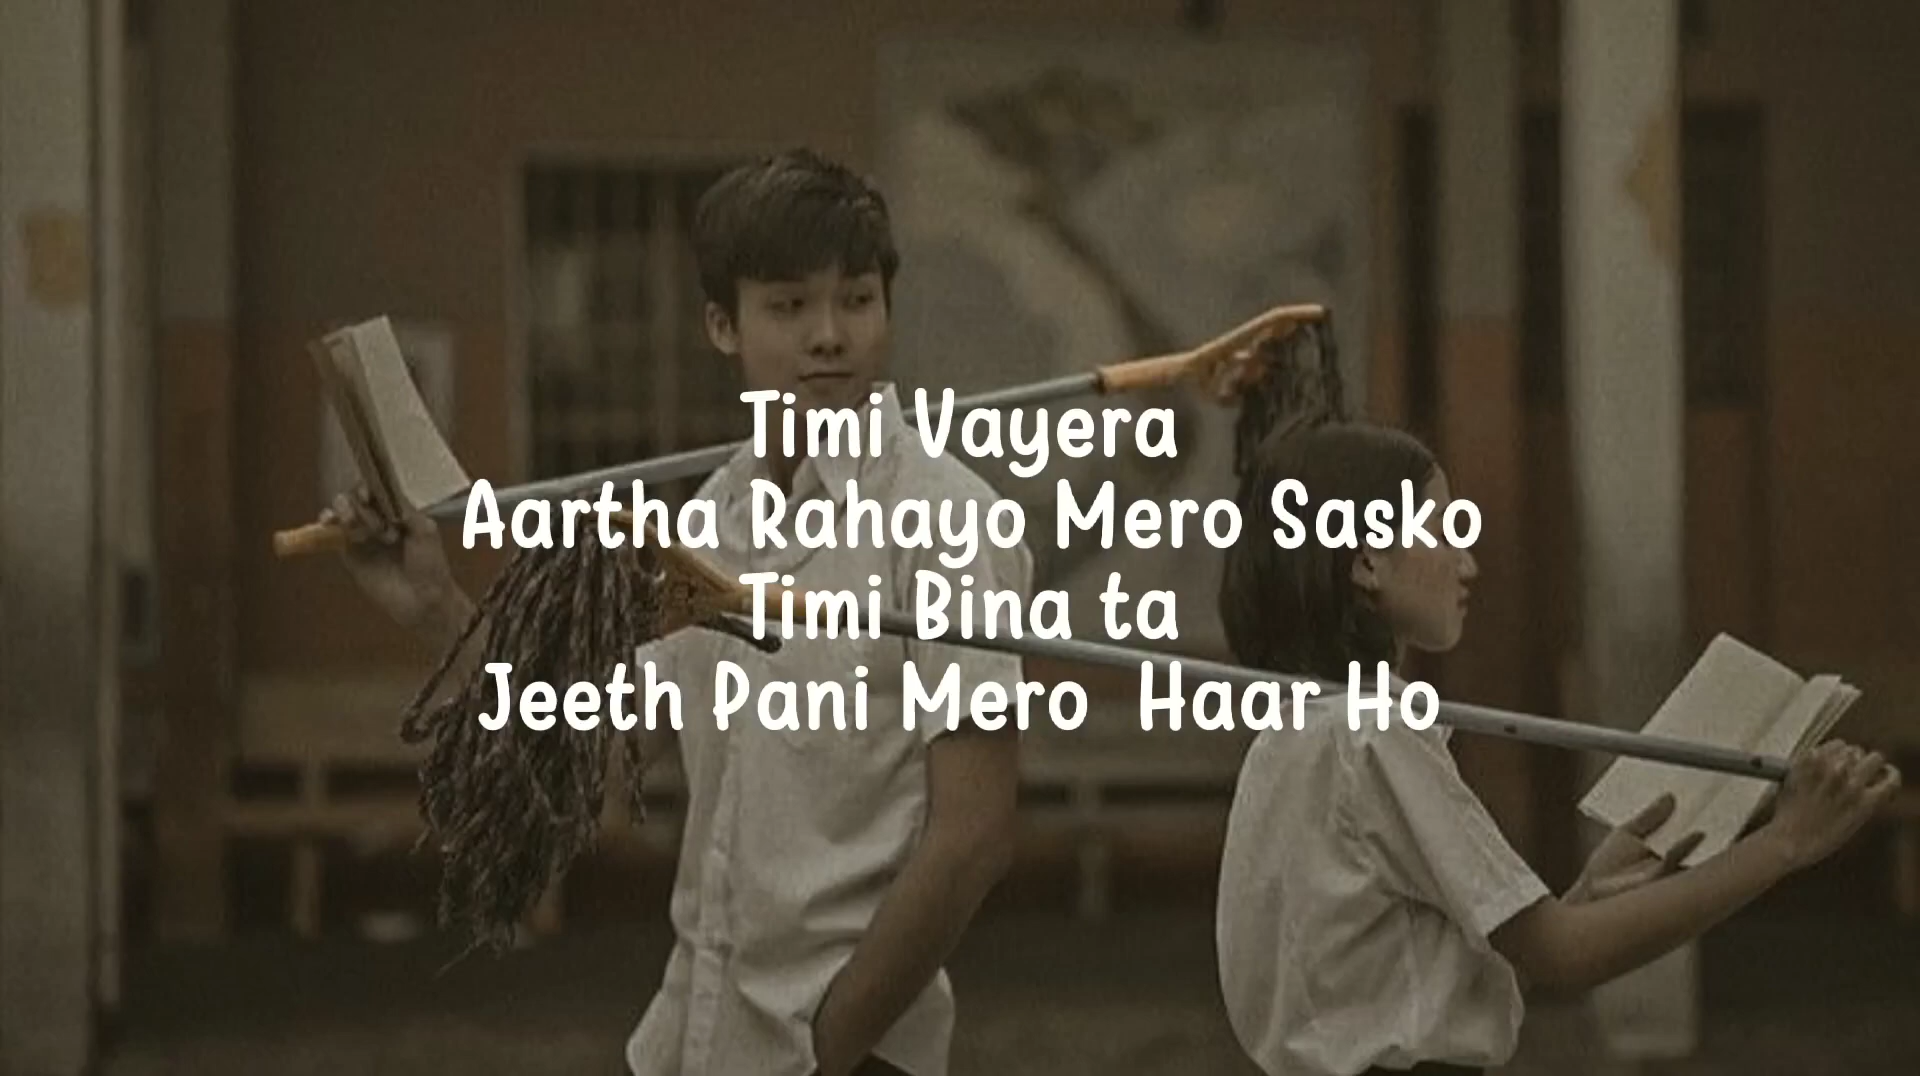 Timi Vayera
Aartha Rahayo Mero Sasko
Timi Bina ta
Jeeth Pani Mero Haar Ho